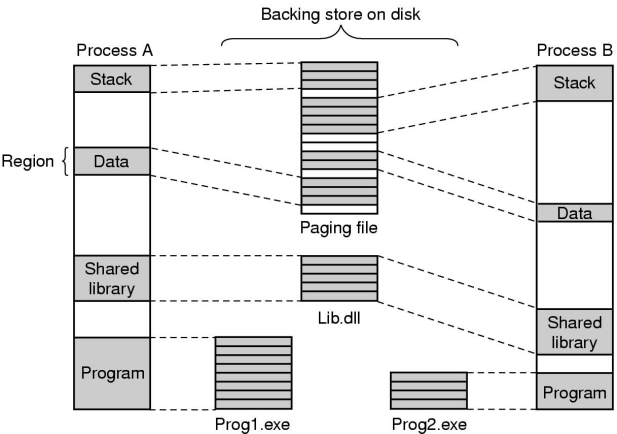 Backing store on disk
Process A
Process B
Stack
Stack
Region
Data
Data
Paging file
Shared
library
Lib.dll
Shared
library
Program
Program
Prog1.exe
Prog2.exe